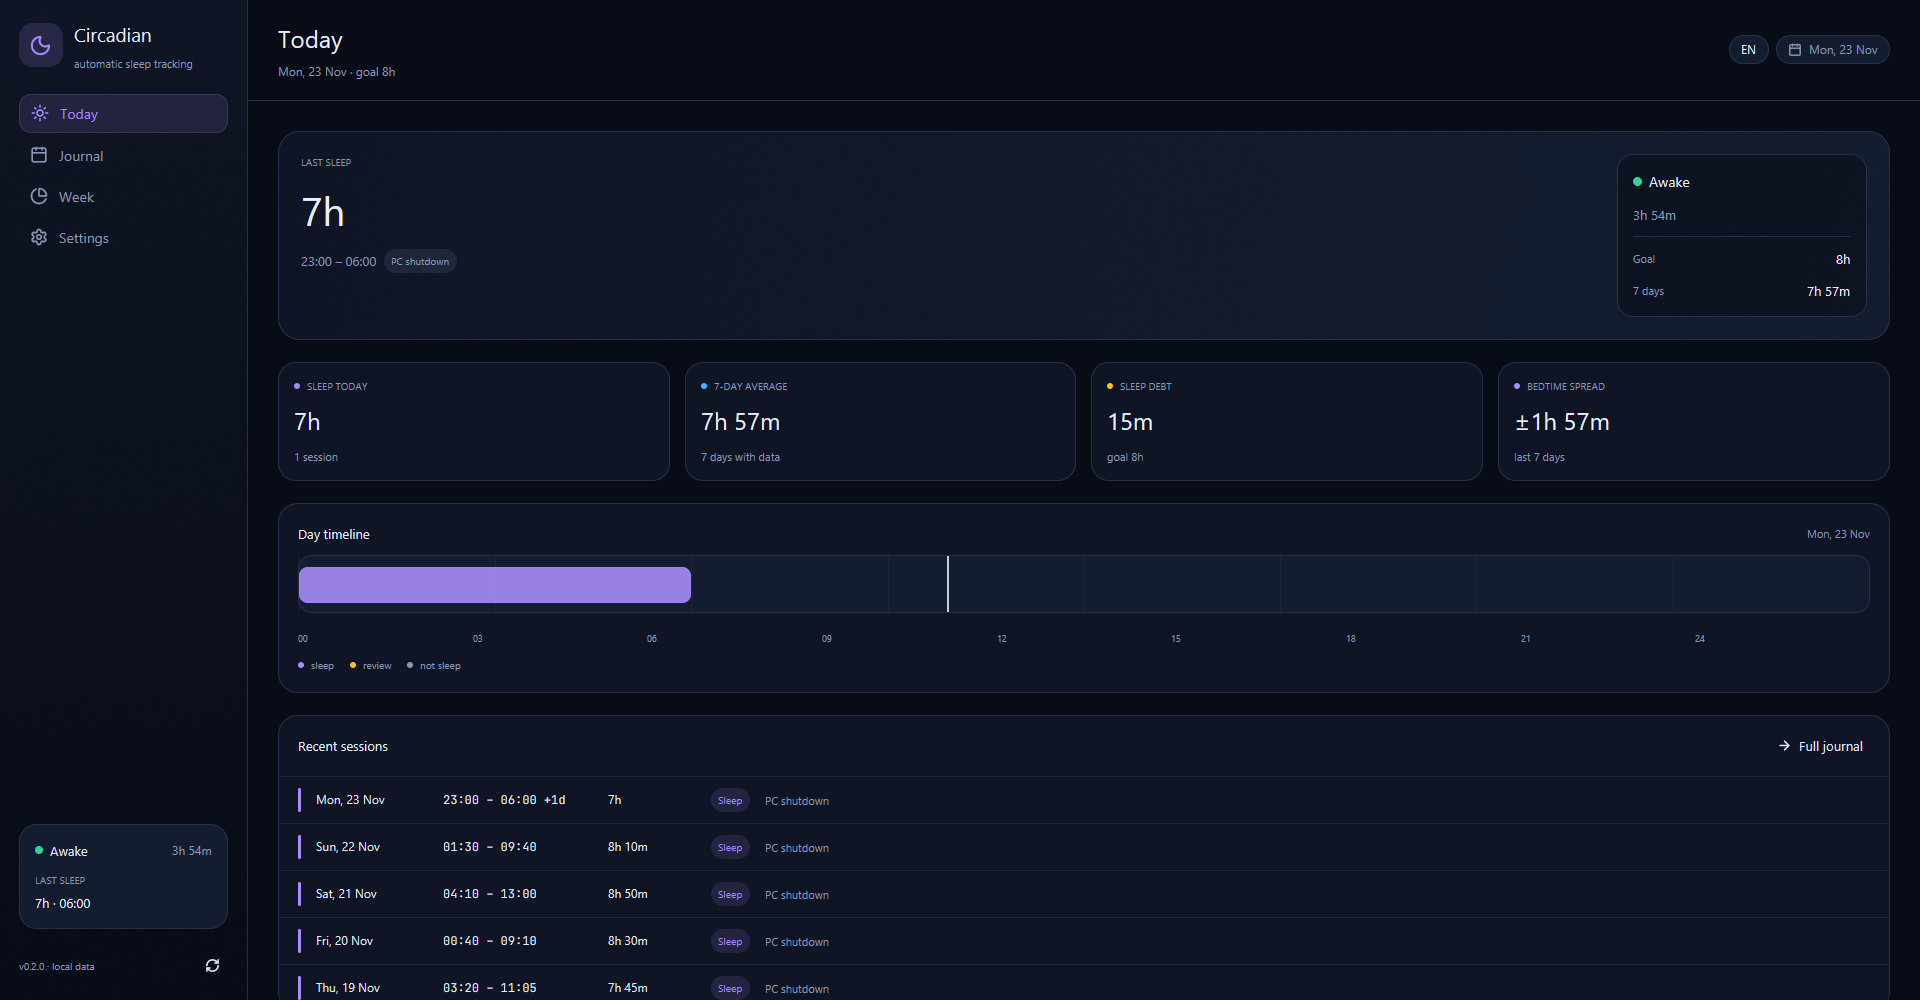 Circadian
automatic sleep tracking
Today
Journal
Week
Settings
Awake 3h 54m
LAST SLEEP
7h · 06:00
v0.2.0 · local data
Today
Mon, 23 Nov · goal 8h
EN Mon, 23 Nov
LAST SLEEP
7h
23:00 – 06:00 PC shutdown
Awake
3h 54m
Goal 8h
7 days 7h 57m
SLEEP TODAY
7h
1 session
7-DAY AVERAGE
7h 57m
7 days with data
SLEEP DEBT
15m
goal 8h
BEDTIME SPREAD
±1h 57m
last 7 days
Day timeline Mon, 23 Nov
00 03 06 09 12 15 18 21 24
sleep review not sleep
Recent sessions Full journal
Mon, 23 Nov 23:00 – 06:00 +1d 7h Sleep PC shutdown
Sun, 22 Nov 01:30 – 09:40 8h 10m Sleep PC shutdown
Sat, 21 Nov 04:10 – 13:00 8h 50m Sleep PC shutdown
Fri, 20 Nov 00:40 – 09:10 8h 30m Sleep PC shutdown
Thu, 19 Nov 03:20 – 11:05 7h 45m Sleep PC shutdown